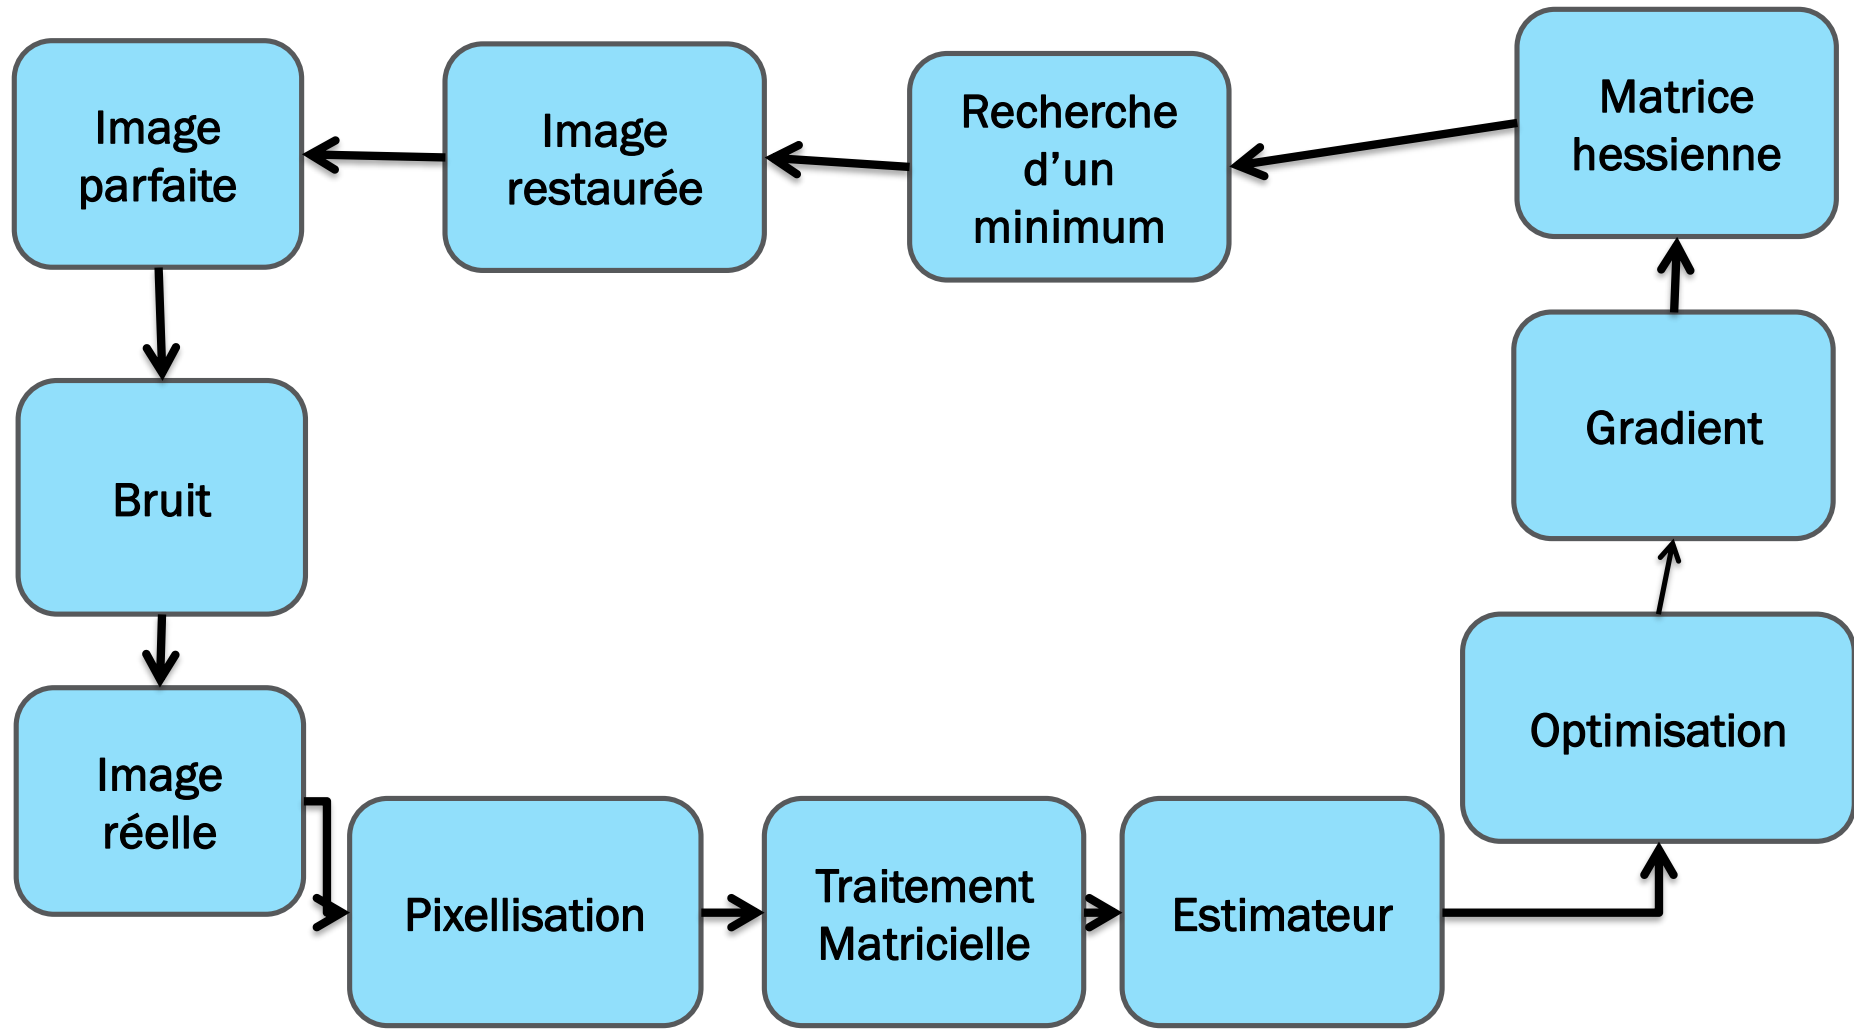 Image
parfaite
Image
restaurée
Recherche
d’un
minimum
Matrice
hessienne
Bruit
Gradient
Image
réelle
Optimisation
Pixellisation
Traitement
Matricielle
Estimateur